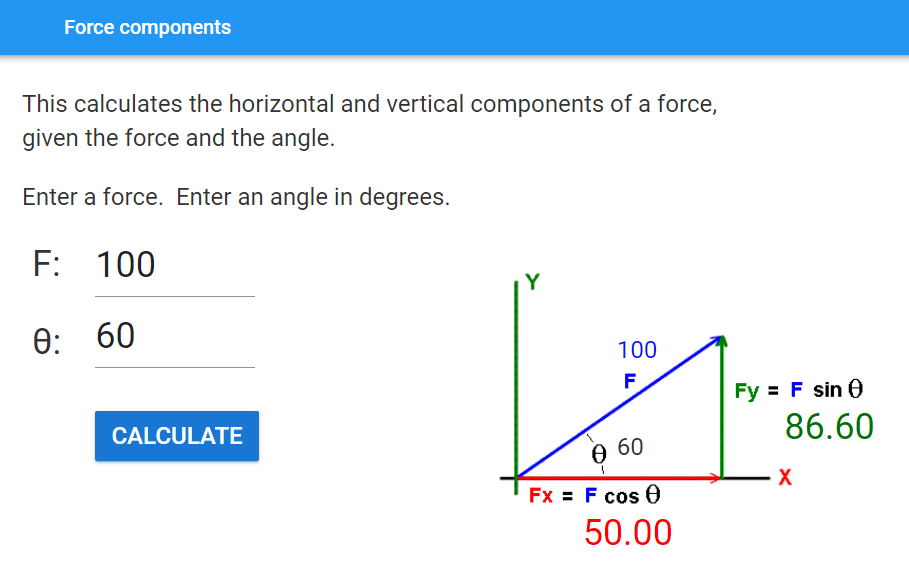 Force components
This calculates the horizontal and vertical components of a force,
given the force and the angle.
Enter a force.  Enter an angle in degrees.
F: 100
θ: 60
CALCULATE
Y
100
F
Fy = F sin θ
86.60
θ 60
X
Fx = F cos θ
50.00